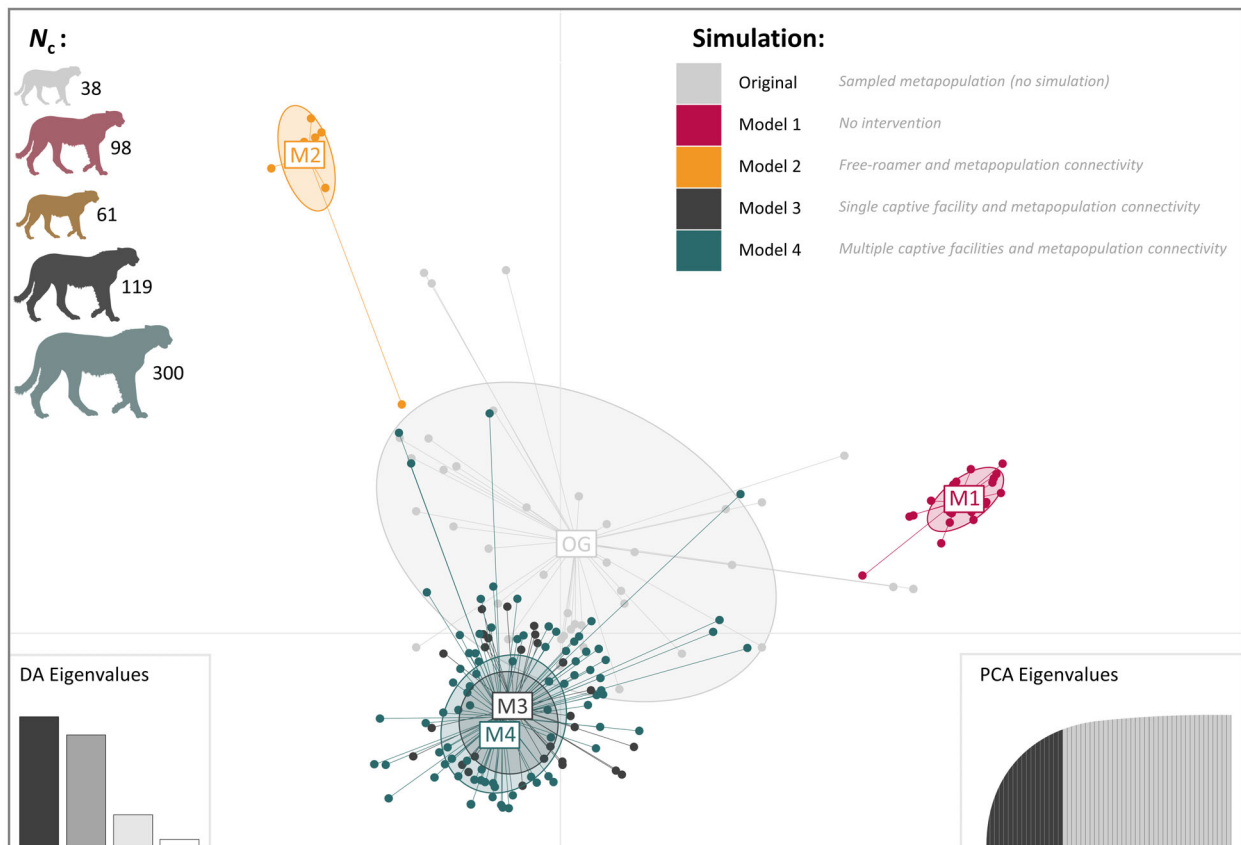 Nc :
38
98
61
119
300
Simulation:
Original Sampled metapopulation (no simulation)
Model 1 No intervention
Model 2 Free-roamer and metapopulation connectivity
Model 3 Single captive facility and metapopulation connectivity
Model 4 Multiple captive facilities and metapopulation connectivity
M2
M1
OG
M3
M4
DA Eigenvalues
PCA Eigenvalues